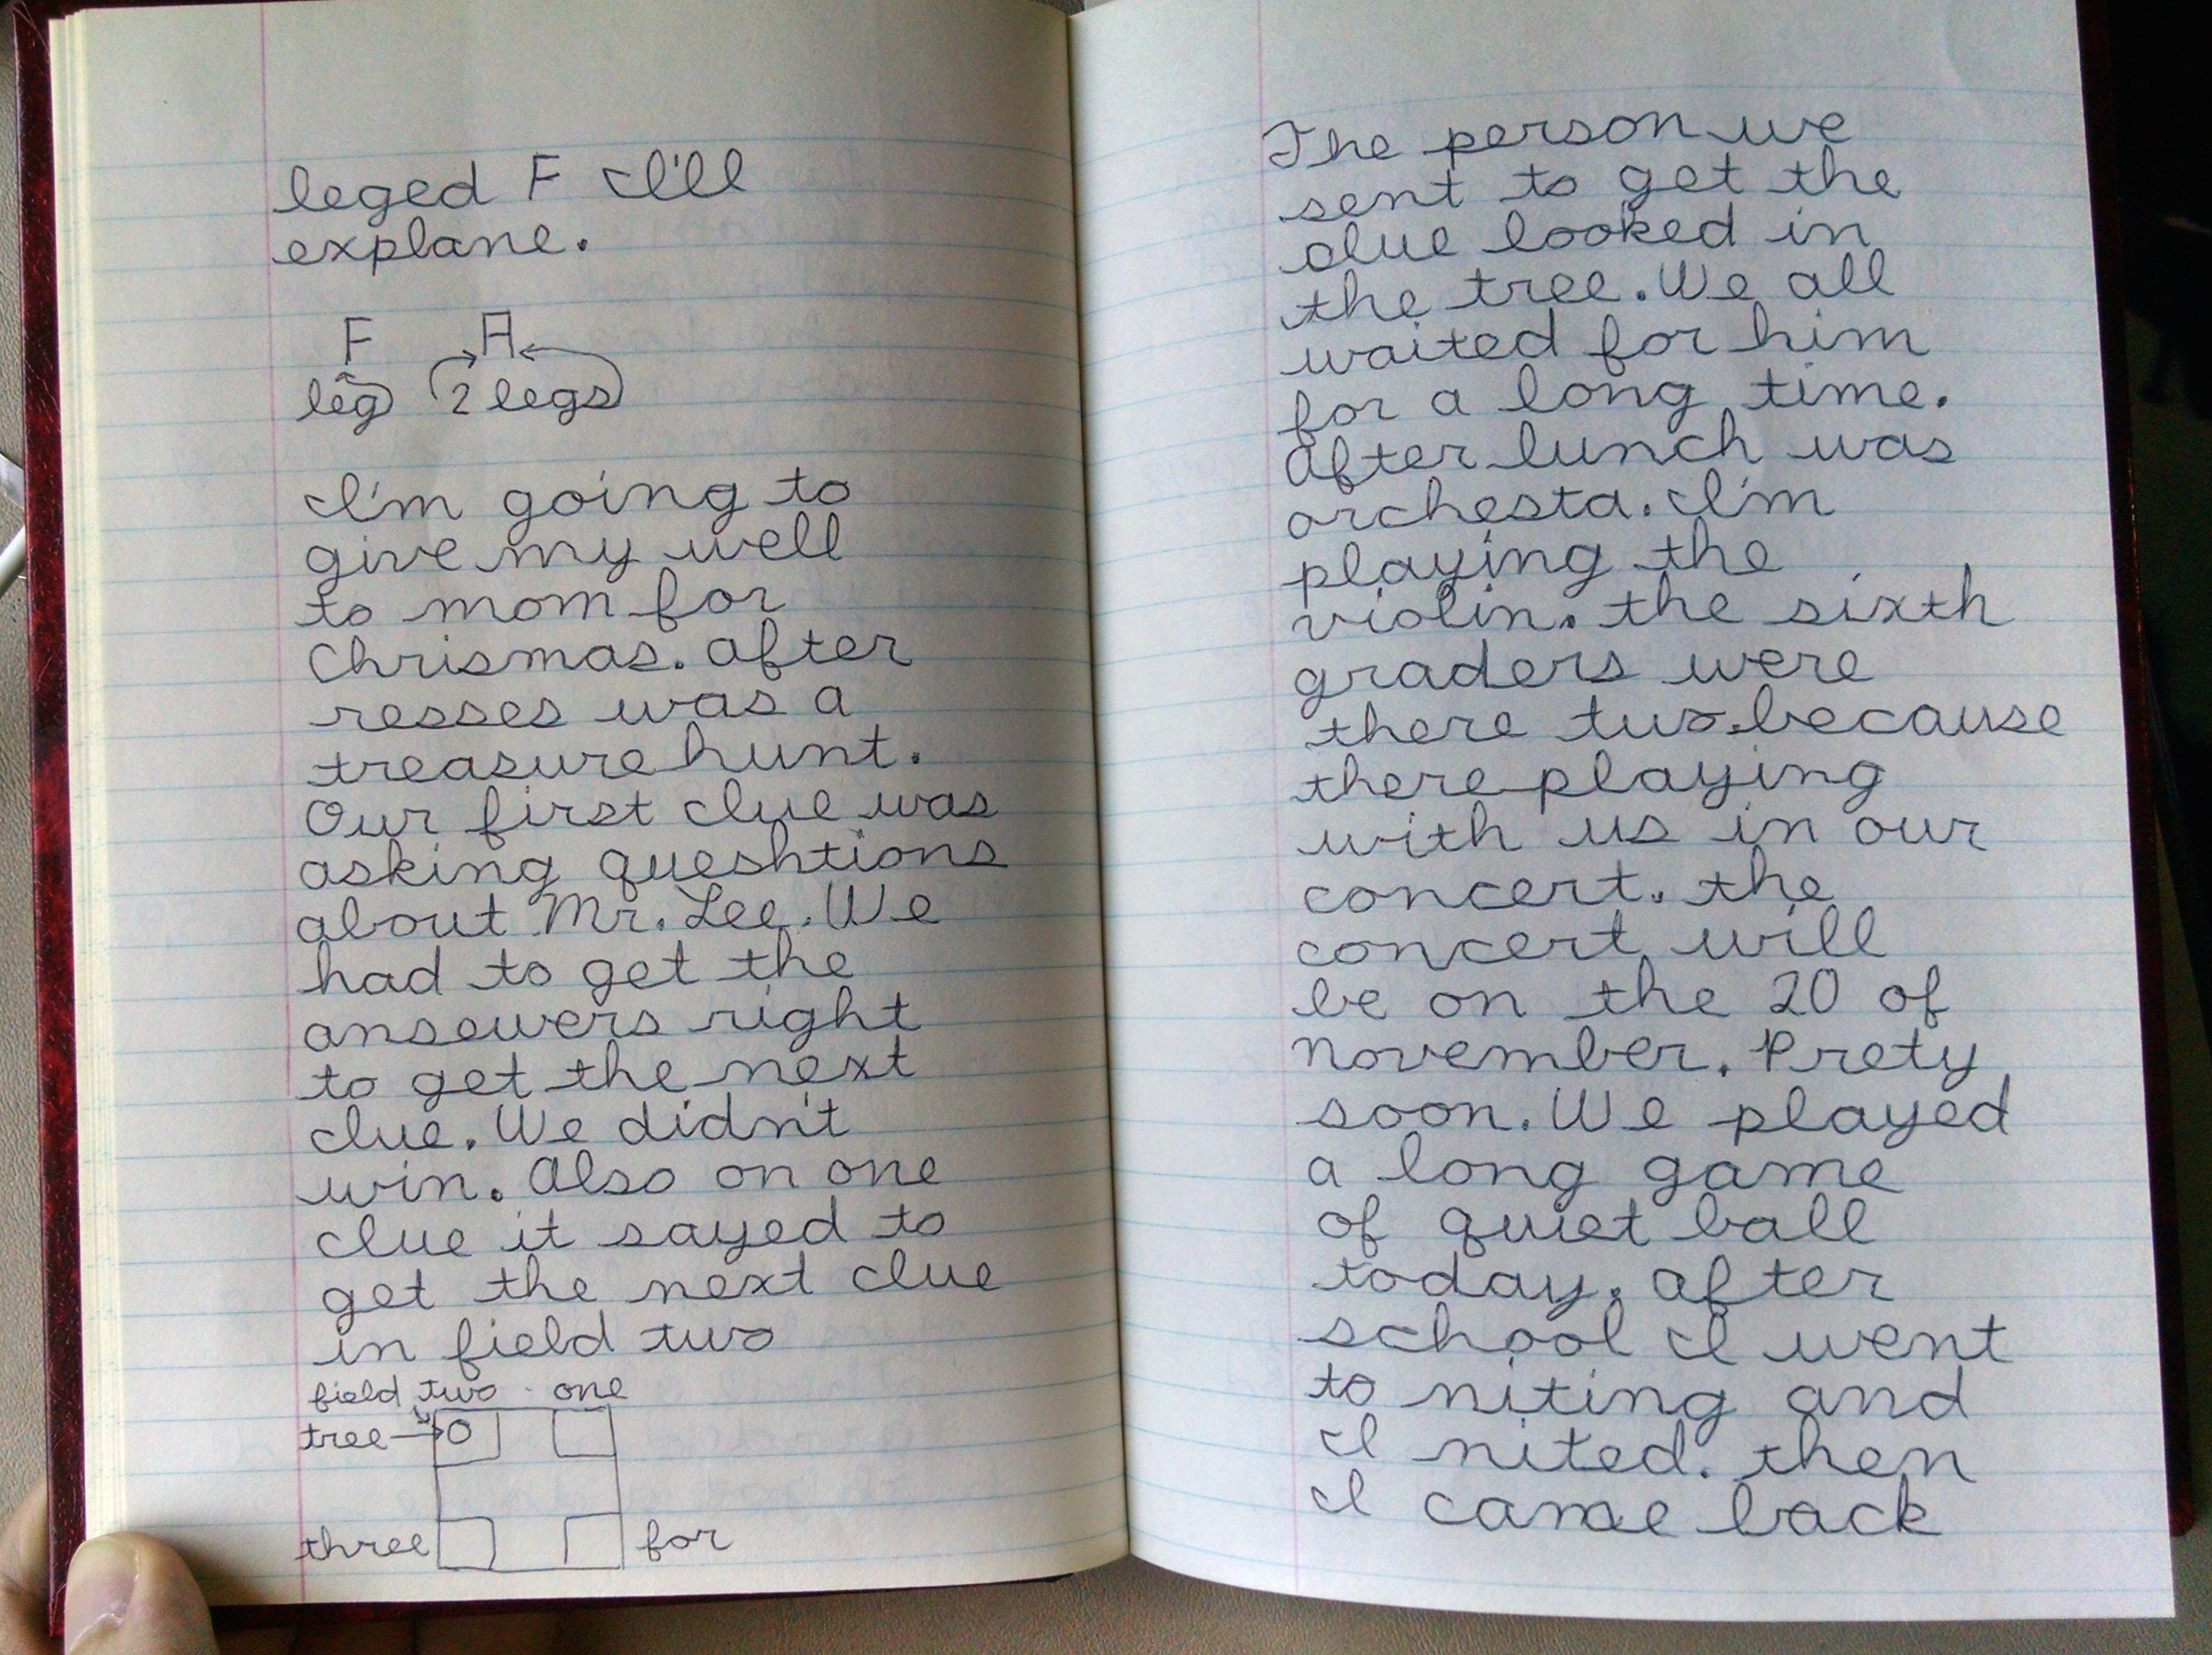 leged F I'll
explane.
F A
leg 2 legs
I'm going to
give my well
to mom for
Chrismas. after
resses was a
treasure hunt.
Our first clue was
asking queshtions
about Mr. Lee. We
had to get the
ansewers right
to get the next
clue. We didn't
win. Also on one
clue it sayed to
get the next clue
in field two
field two one
tree
three for
The person we
sent to get the
clue looked in
the tree. We all
waited for him
for a long time.
After lunch was
orchesta. I'm
playing the
violin. the sixth
graders were
there two. because
there playing
with us in our
concert. the
concert will
be on the 20 of
november. Prety
soon. We played
a long game
of quiet ball
today. after
school I went
to niting and
I nited. then
I came back